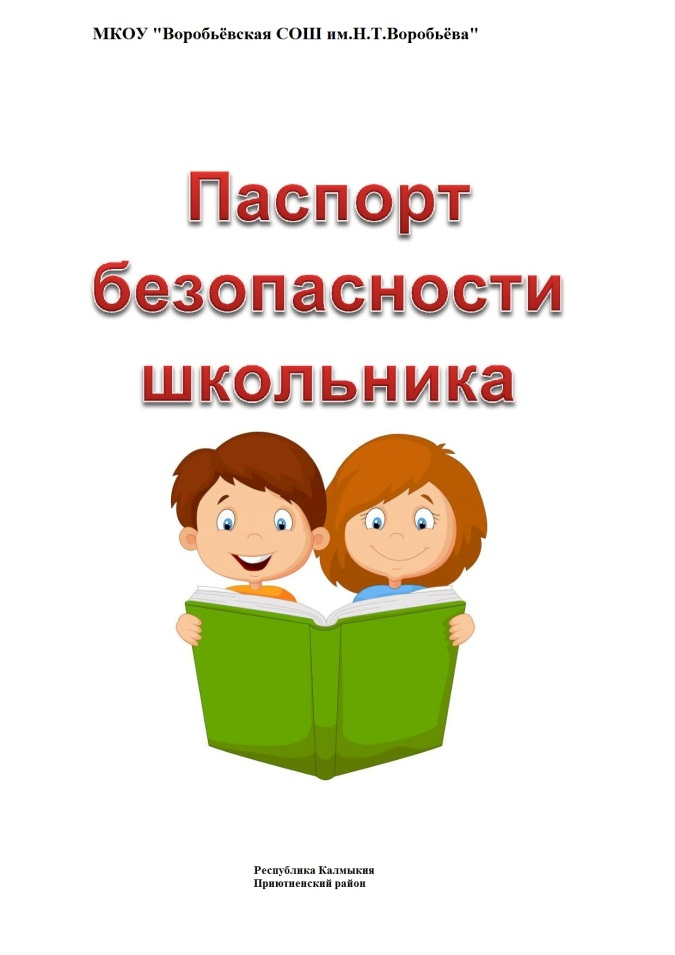 МКОУ "Воробьёвская СОШ им.Н.Т.Воробьёва"
Паспорт
безопасности
школьника
Республика Калмыкия
Приютненский район